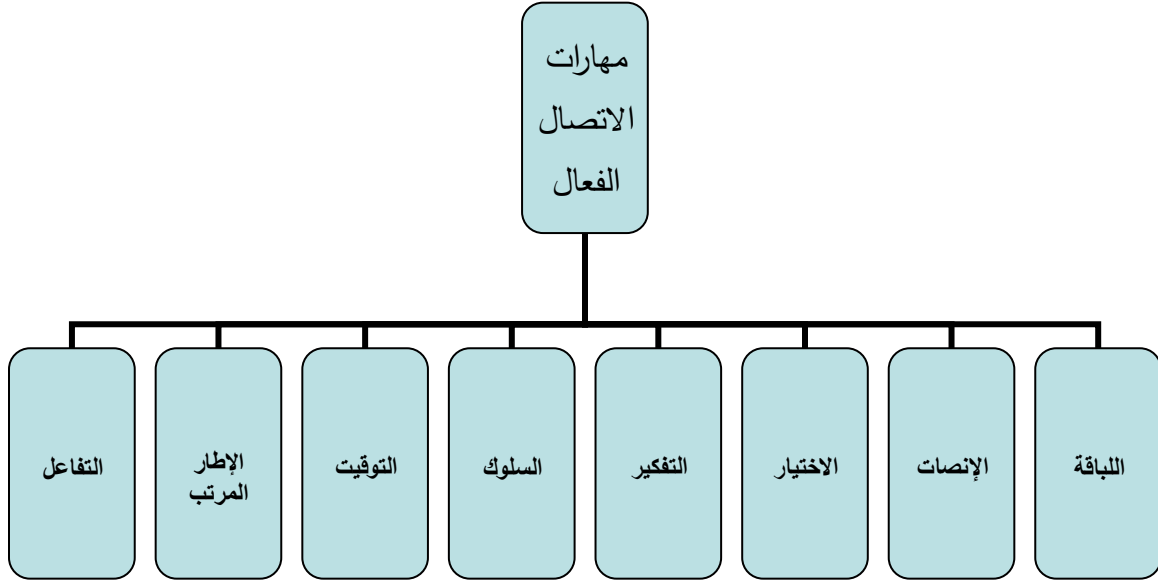 مهارات
الاتصال
الفعال
اللباقة
الإنصات
الاختيار
التفكير
السلوك
التوقيت
الإطار
المرتب
التفاعل